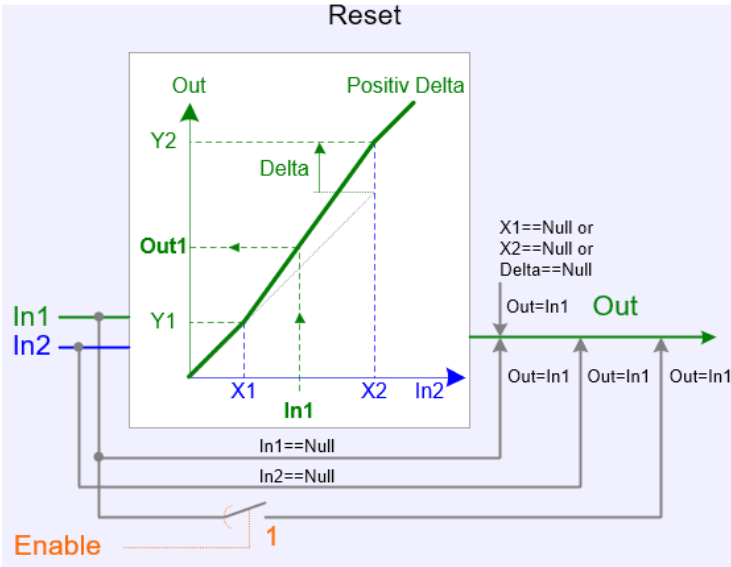 Reset
Out
Positiv Delta
Y2
Delta
Out1
X1==Null or
X2==Null or
Delta==Null
Out=In1
Out
In1
In2
Y1
X1
X2
In2
In1
Out=In1
Out=In1
Out=In1
In1==Null
In2==Null
Enable
1